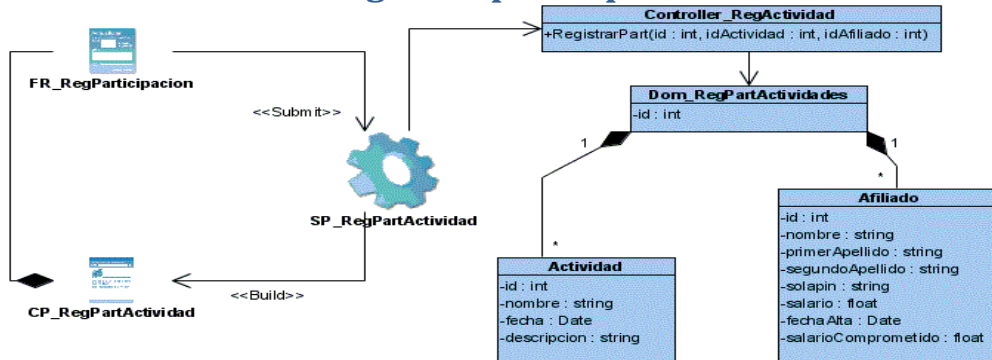 Controller_RegActividad
+RegistrarPart(id : int, idActividad : int, idAfiliado : int)
FR_RegParticipacion
<<Submit>>
Dom_RegPartActividades
-id : int
1
1
*
*
SP_RegPartActividad
Afiliado
-id : int
-nombre : string
-primerApellido : string
-segundoApellido : string
-solapin : string
-salario : float
-fechaAlta : Date
-salarioComprometido : float
Actividad
-id : int
-nombre : string
-fecha : Date
-descripcion : string
<<Build>>
CP_RegPartActividad